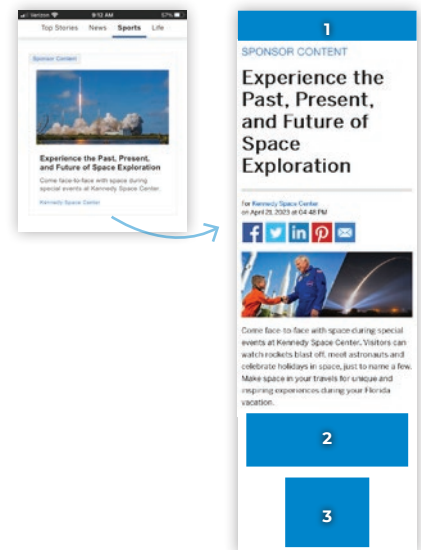 Verizon 9:13 AM 57%
Top Stories News Sports Life
Sponsor Content
Experience the Past, Present,
and Future of Space Exploration
Come face-to-face with space during
special events at Kennedy Space Center.
Kennedy Space Center
1
SPONSOR CONTENT
Experience the
Past, Present,
and Future of
Space
Exploration
for Kennedy Space Center
on April 21, 2023 at 04:48 PM
f in
Come face-to-face with space during special
events at Kennedy Space Center. Visitors can
watch rockets blast off, meet astronauts and
celebrate holidays in space, just to name a few.
Make space in your travels for unique and
inspiring experiences during your Florida
vacation.
2
3